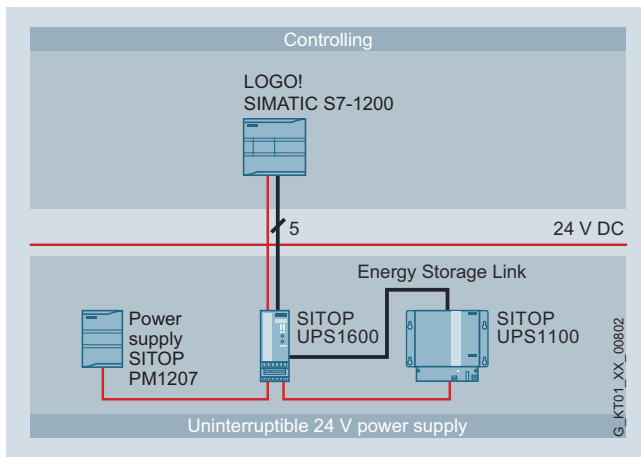 Controlling
LOGO!
SIMATIC S7-1200
5
24 V DC
Energy Storage Link
Power
supply
SITOP
PM1207
SITOP
UPS1600
SITOP
UPS1100
Uninterruptible 24 V power supply
G_KT01_XX_00802